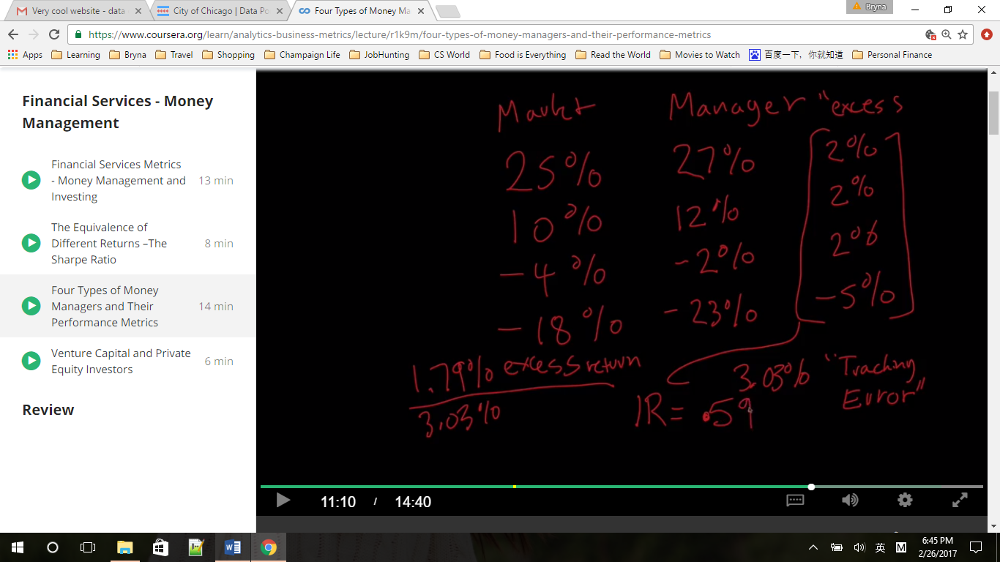 Very cool website - data
City of Chicago | Data Po
Four Types of Money Ma
Bryna
https://www.coursera.org/learn/analytics-business-metrics/lecture/r1k9m/four-types-of-money-managers-and-their-performance-metrics
Apps Learning Bryna Travel Shopping Champaign Life JobHunting CS World Food is Everything Read the World Movies to Watch 百度一下，你就知道 Personal Finance
Financial Services - Money
Management
Financial Services Metrics
- Money Management and
Investing
13 min
The Equivalence of
Different Returns –The
Sharpe Ratio
8 min
Four Types of Money
Managers and Their
Performance Metrics
14 min
Venture Capital and Private
Equity Investors
6 min
Review
Market Manager "excess
25% 27% 2%
10% 12% 2%
-4% -2% 2%
-18% -23% -5%
1.79% excess return
3.03%
3.03% "Tracking
Error"
IR = .59
11:10 / 14:40
英 M
6:45 PM
2/26/2017